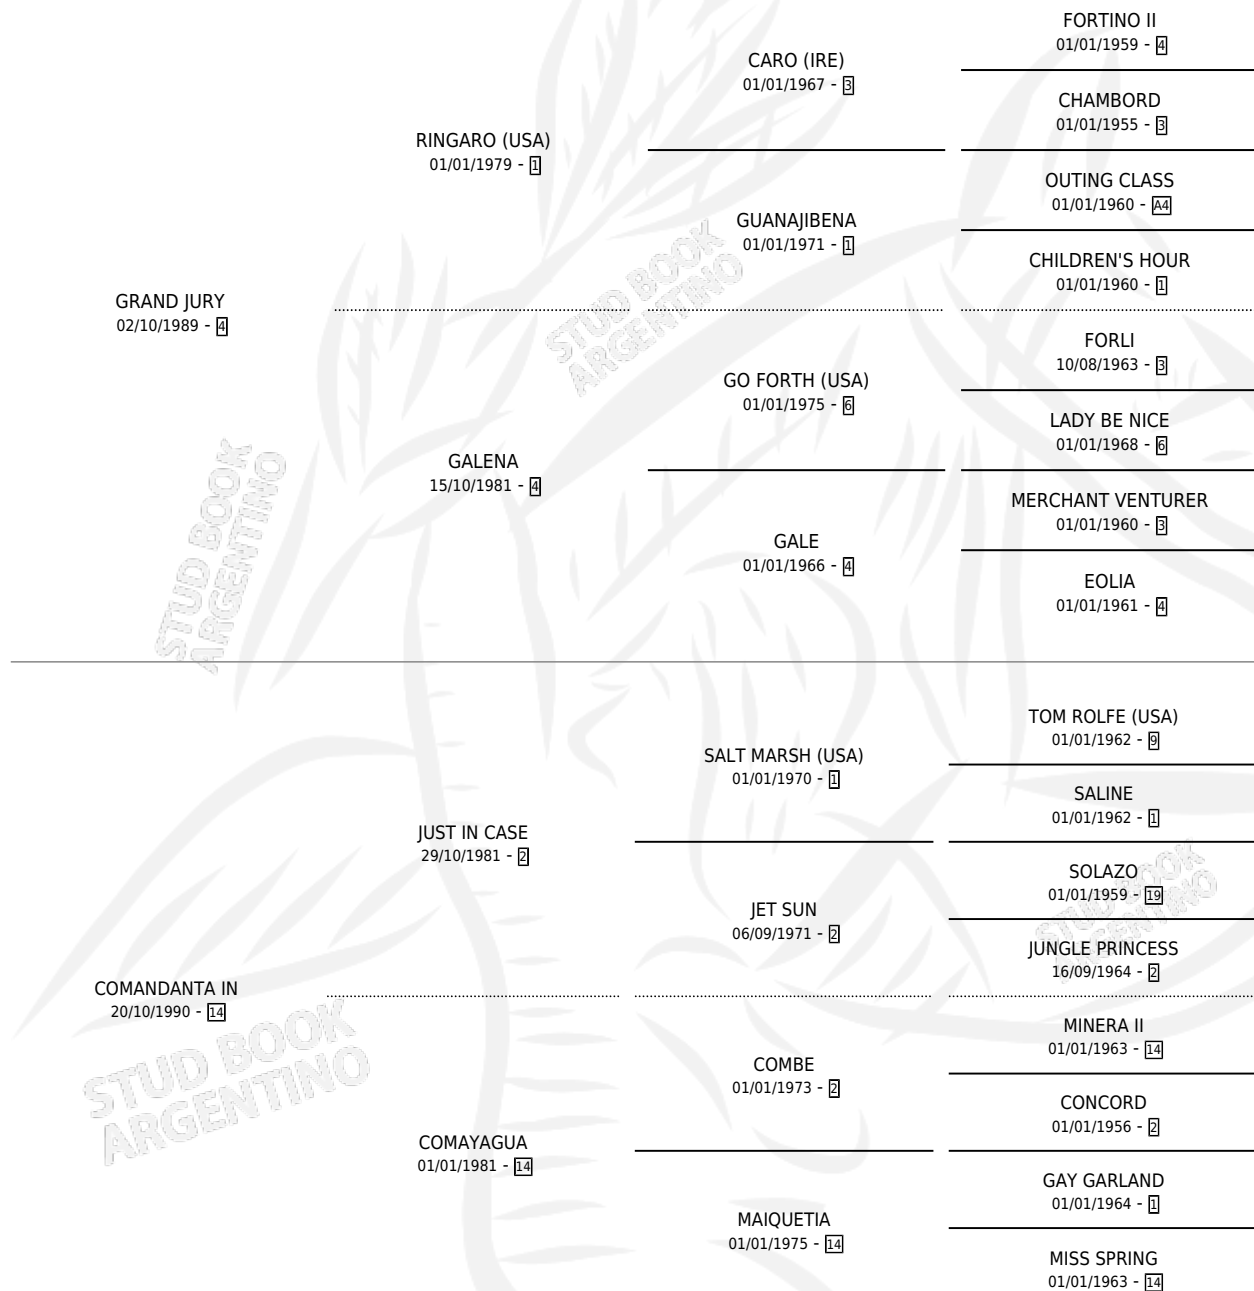 FORTINO II
01/01/1959 - 4
CARO (IRE)
01/01/1967 - 3
CHAMBORD
01/01/1955 - 3
RINGARO (USA)
01/01/1979 - 1
OUTING CLASS
01/01/1960 - A4
GUANAJIBENA
01/01/1971 - 1
CHILDREN'S HOUR
01/01/1960 - 1
GRAND JURY
02/10/1989 - 4
FORLI
10/08/1963 - 3
GO FORTH (USA)
01/01/1975 - 6
LADY BE NICE
01/01/1968 - 6
GALENA
15/10/1981 - 4
MERCHANT VENTURER
01/01/1960 - 3
GALE
01/01/1966 - 4
EOLIA
01/01/1961 - 4
TOM ROLFE (USA)
01/01/1962 - 9
SALT MARSH (USA)
01/01/1970 - 1
SALINE
01/01/1962 - 1
JUST IN CASE
29/10/1981 - 2
SOLAZO
01/01/1959 - 19
JET SUN
06/09/1971 - 2
JUNGLE PRINCESS
16/09/1964 - 2
COMANDANTA IN
20/10/1990 - 14
MINERA II
01/01/1963 - 14
COMBE
01/01/1973 - 2
CONCORD
01/01/1956 - 2
COMAYAGUA
01/01/1981 - 14
GAY GARLAND
01/01/1964 - 1
MAIQUETIA
01/01/1975 - 14
MISS SPRING
01/01/1963 - 14
STUD BOOK
ARGENTINO
STUD BOOK
ARGENTINO
STUD BOOK
ARGENTINO
STUD BOOK
ARGENTINO